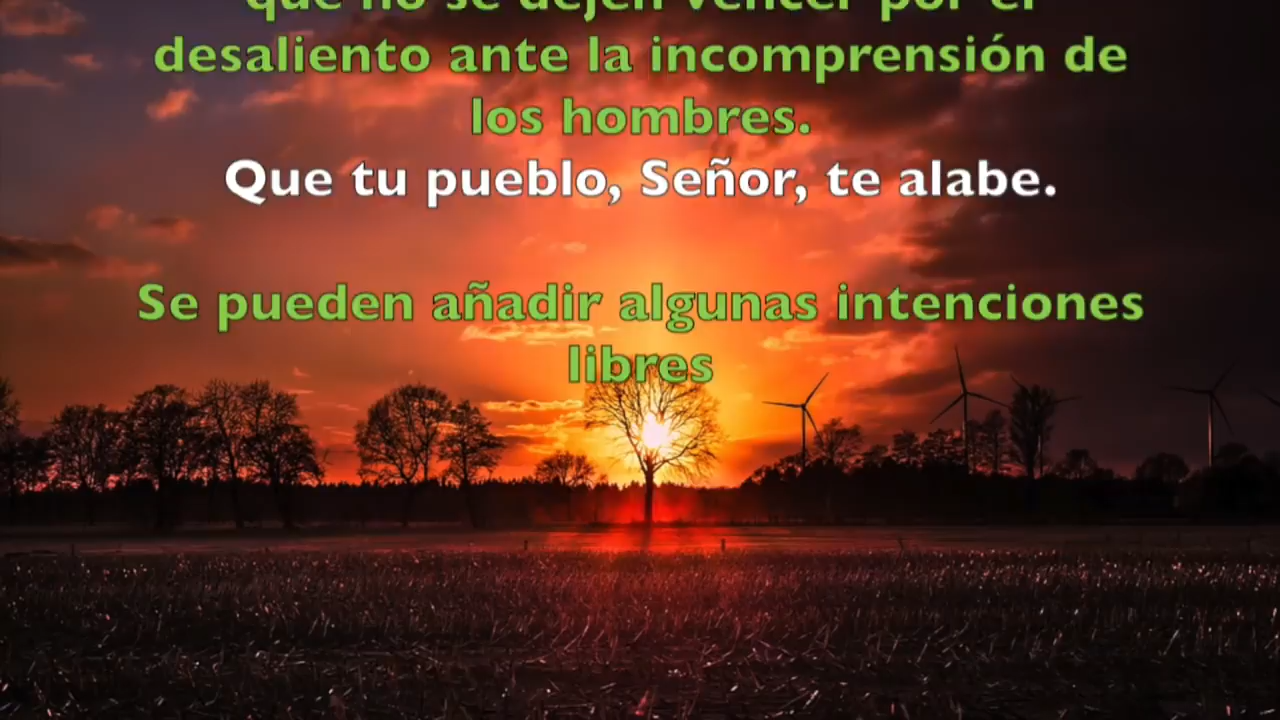 que no se dejen vencer por el
desaliento ante la incomprensión de
los hombres.
Que tu pueblo, Señor, te alabe.
Se pueden añadir algunas intenciones
libres